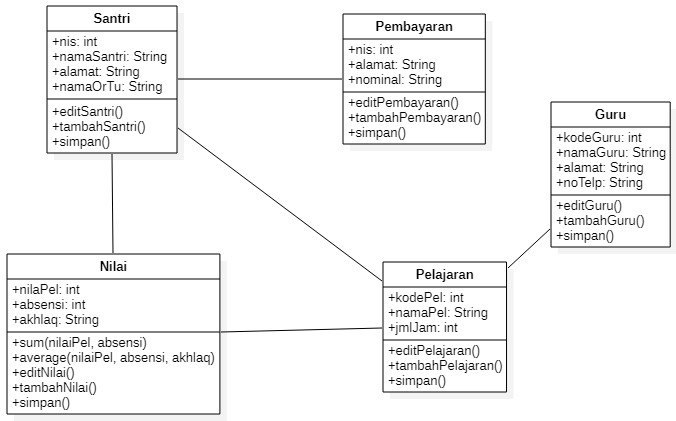 Santri
+nis: int
+namaSantri: String
+alamat: String
+namaOrTu: String
+editSantri()
+tambahSantri()
+simpan()
Pembayaran
+nis: int
+alamat: String
+nominal: String
+editPembayaran()
+tambahPembayaran()
+simpan()
Guru
+kodeGuru: int
+namaGuru: String
+alamat: String
+noTelp: String
+editGuru()
+tambahGuru()
+simpan()
Nilai
+nilaPel: int
+absensi: int
+akhlaq: String
+sum(nilaiPel, absensi)
+average(nilaiPel, absensi, akhlaq)
+editNilai()
+tambahNilai()
+simpan()
Pelajaran
+kodePel: int
+namaPel: String
+jmlJam: int
+editPelajaran()
+tambahPelajaran()
+simpan()